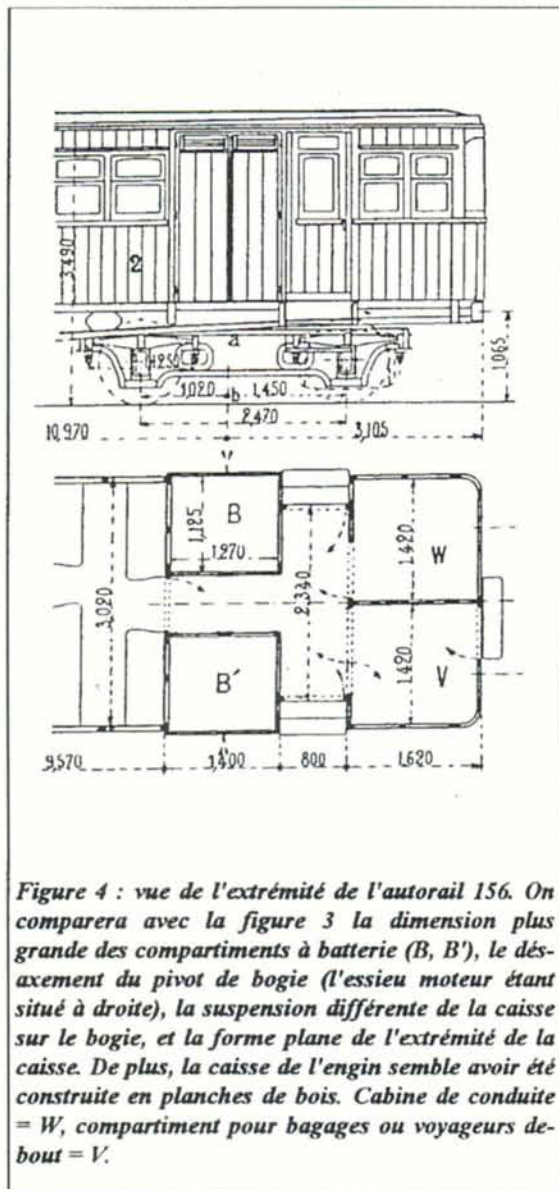 2
3.490
a
1.250
1.020
b
1.450
2.470
1.065
10.970
3.105
B
1.125
1.270
3.020
2.340
1.420
W
B'
1.420
V
9.570
1.400
800
1.620
Figure 4 : vue de l'extrémité de l'autorail 156. On
comparera avec la figure 3 la dimension plus
grande des compartiments à batterie (B, B'), le dés-
axement du pivot de bogie (l'essieu moteur étant
situé à droite), la suspension différente de la caisse
sur le bogie, et la forme plane de l'extrémité de la
caisse. De plus, la caisse de l'engin semble avoir été
construite en planches de bois. Cabine de conduite
= W, compartiment pour bagages ou voyageurs de-
bout = V.